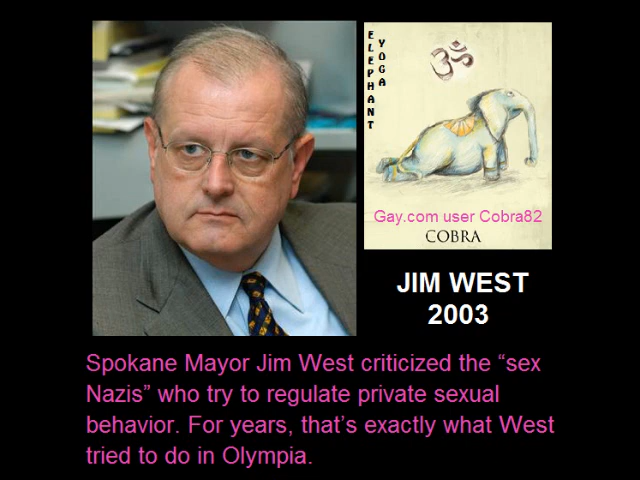 ELEPHANT
YOGA
ॐ
Gay.com user Cobra82
COBRA
JIM WEST
2003
Spokane Mayor Jim West criticized the “sex
Nazis” who try to regulate private sexual
behavior. For years, that’s exactly what West
tried to do in Olympia.